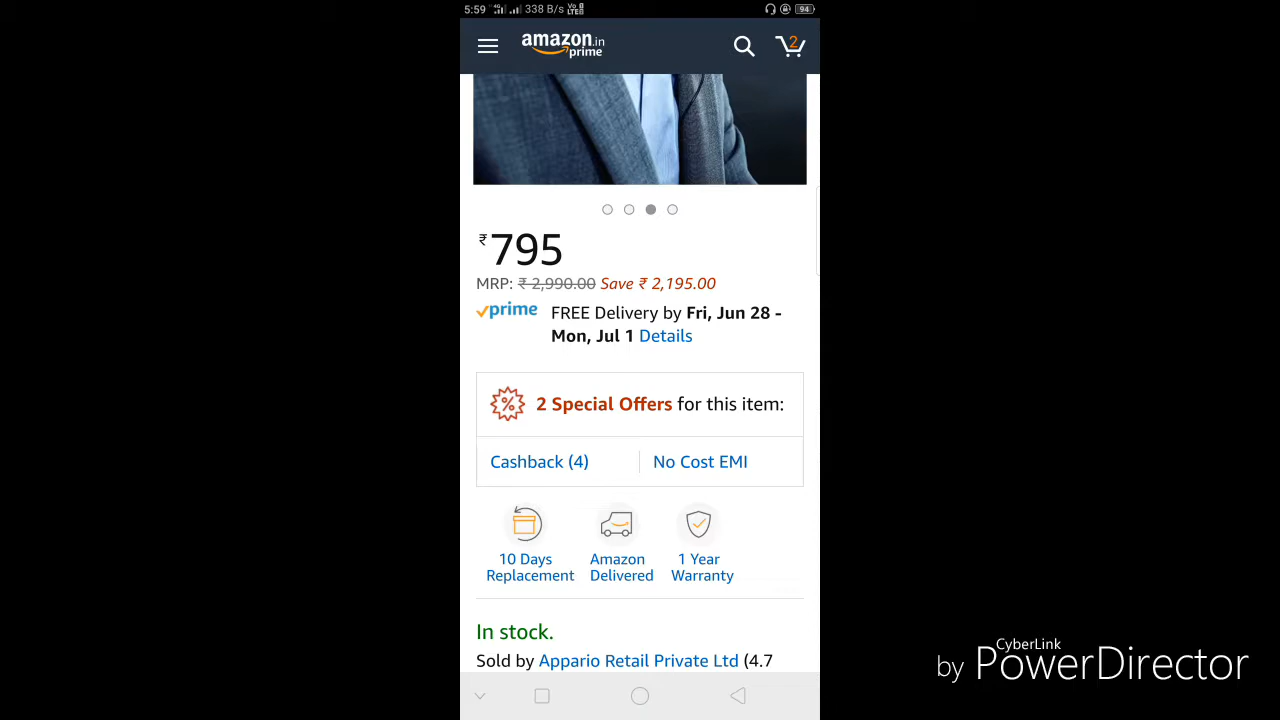 5:59 4G 338 B/s Vo LTE 94
amazon.in
prime
2
₹795
MRP: ₹ 2,990.00 Save ₹ 2,195.00
prime FREE Delivery by Fri, Jun 28 -
Mon, Jul 1 Details
2 Special Offers for this item:
Cashback (4) No Cost EMI
10 Days Amazon 1 Year
Replacement Delivered Warranty
In stock.
Sold by Appario Retail Private Ltd (4.7
CyberLink
by PowerDirector